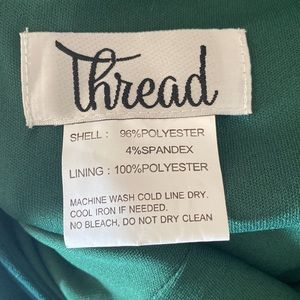 Thread
SHELL : 96%POLYESTER
4%SPANDEX
LINING : 100%POLYESTER
MACHINE WASH COLD LINE DRY.
COOL IRON IF NEEDED.
NO BLEACH, DO NOT DRY CLEAN